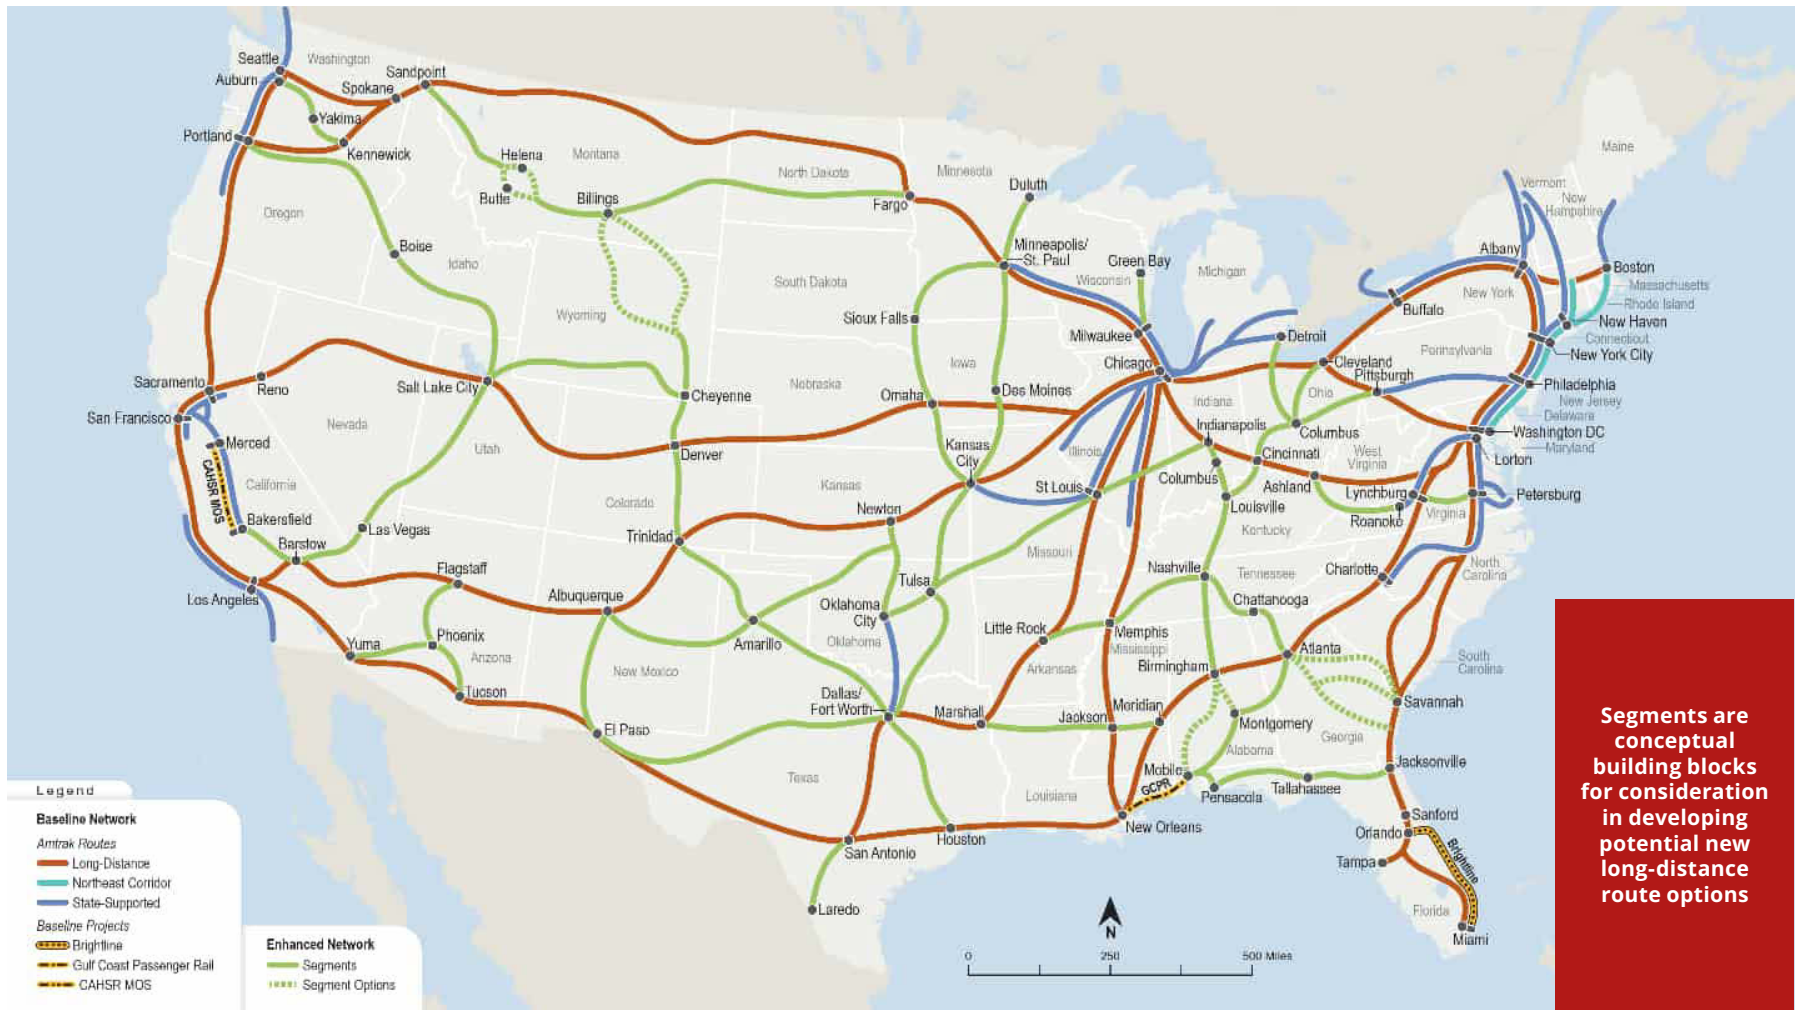 Seattle
Washington
Auburn
Sandpoint
Spokane
Yakima
Portland
Kennewick
Helena
Montana
North Dakota
Minnesota
Duluth
Maine
Butte
Billings
Fargo
Vermont
New
Hampshire
Oregon
Boise
Idaho
Minneapolis/
St. Paul
Green Bay
Wisconsin
Michigan
Albany
Boston
Massachusetts
Rhode Island
New York
South Dakota
Wyoming
Sioux Falls
Milwaukee
Detroit
Buffalo
New Haven
Connecticut
New York City
Chicago
Cleveland
Pennsylvania
Pittsburgh
Philadelphia
New Jersey
Delaware
Washington DC
Maryland
Lorton
Iowa
Sacramento
Reno
Salt Lake City
Cheyenne
Nebraska
Omaha
Des Moines
Indiana
Ohio
San Francisco
Nevada
Merced
Utah
Denver
Kansas
City
Illinois
Indianapolis
Columbus
Cincinnati
West
Virginia
CAHSR MOS
California
Colorado
Kansas
St Louis
Columbus
Ashland
Lynchburg
Petersburg
Bakersfield
Las Vegas
Newton
Louisville
Roanoke
Virginia
Barstow
Trinidad
Missouri
Kentucky
Flagstaff
Albuquerque
Tulsa
Nashville
Tennessee
Charlotte
North
Carolina
Los Angeles
Oklahoma
City
Chattanooga
Yuma
Phoenix
Arizona
New Mexico
Amarillo
Oklahoma
Little Rock
Memphis
Mississippi
Arkansas
Birmingham
Atlanta
South
Carolina
Tucson
Dallas/
Fort Worth
Marshall
Jackson
Meridian
Montgomery
Savannah
Georgia
El Paso
Texas
Alabama
Louisiana
Mobile
GCPR
Pensacola
Tallahassee
Jacksonville
New Orleans
San Antonio
Houston
Sanford
Orlando
Brightline
Tampa
Laredo
Florida
Miami
N
0
250
500 Miles
Legend
Baseline Network
Amtrak Routes
Long-Distance
Northeast Corridor
State-Supported
Baseline Projects
Brightline
Gulf Coast Passenger Rail
CAHSR MOS
Enhanced Network
Segments
Segment Options
Segments are
conceptual
building blocks
for consideration
in developing
potential new
long-distance
route options